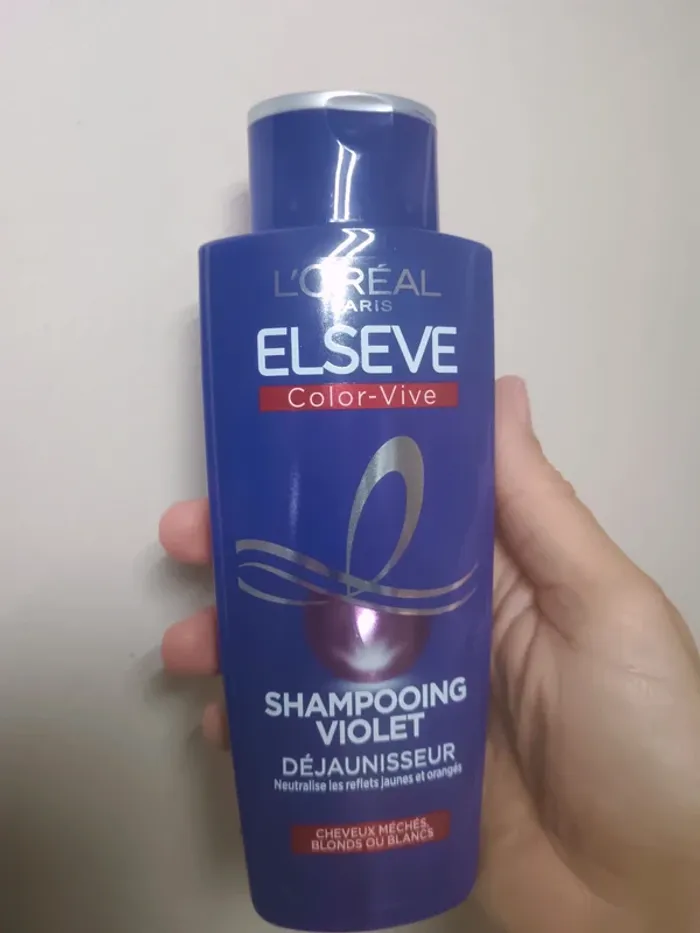 L'ORÉAL
PARIS
ELSEVE
Color-Vive
SHAMPOOING
VIOLET
DÉJAUNISSEUR
Neutralise les reflets jaunes et orangés
CHEVEUX MÉCHÉS,
BLONDS OU BLANCS